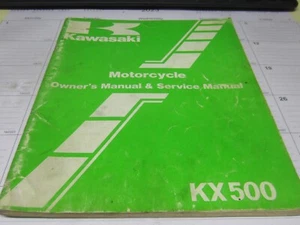 Kawasaki
Motorcycle
Owner's Manual & Service Manual
KX500